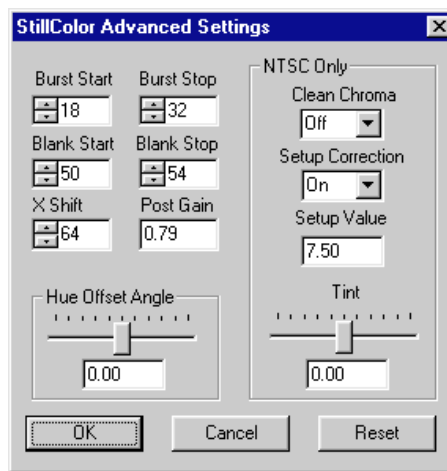 StillColor Advanced Settings
Burst Start
Burst Stop
18
32
Blank Start
Blank Stop
50
54
X Shift
Post Gain
64
0.79
Hue Offset Angle
0.00
NTSC Only
Clean Chroma
Off
Setup Correction
On
Setup Value
7.50
Tint
0.00
OK
Cancel
Reset